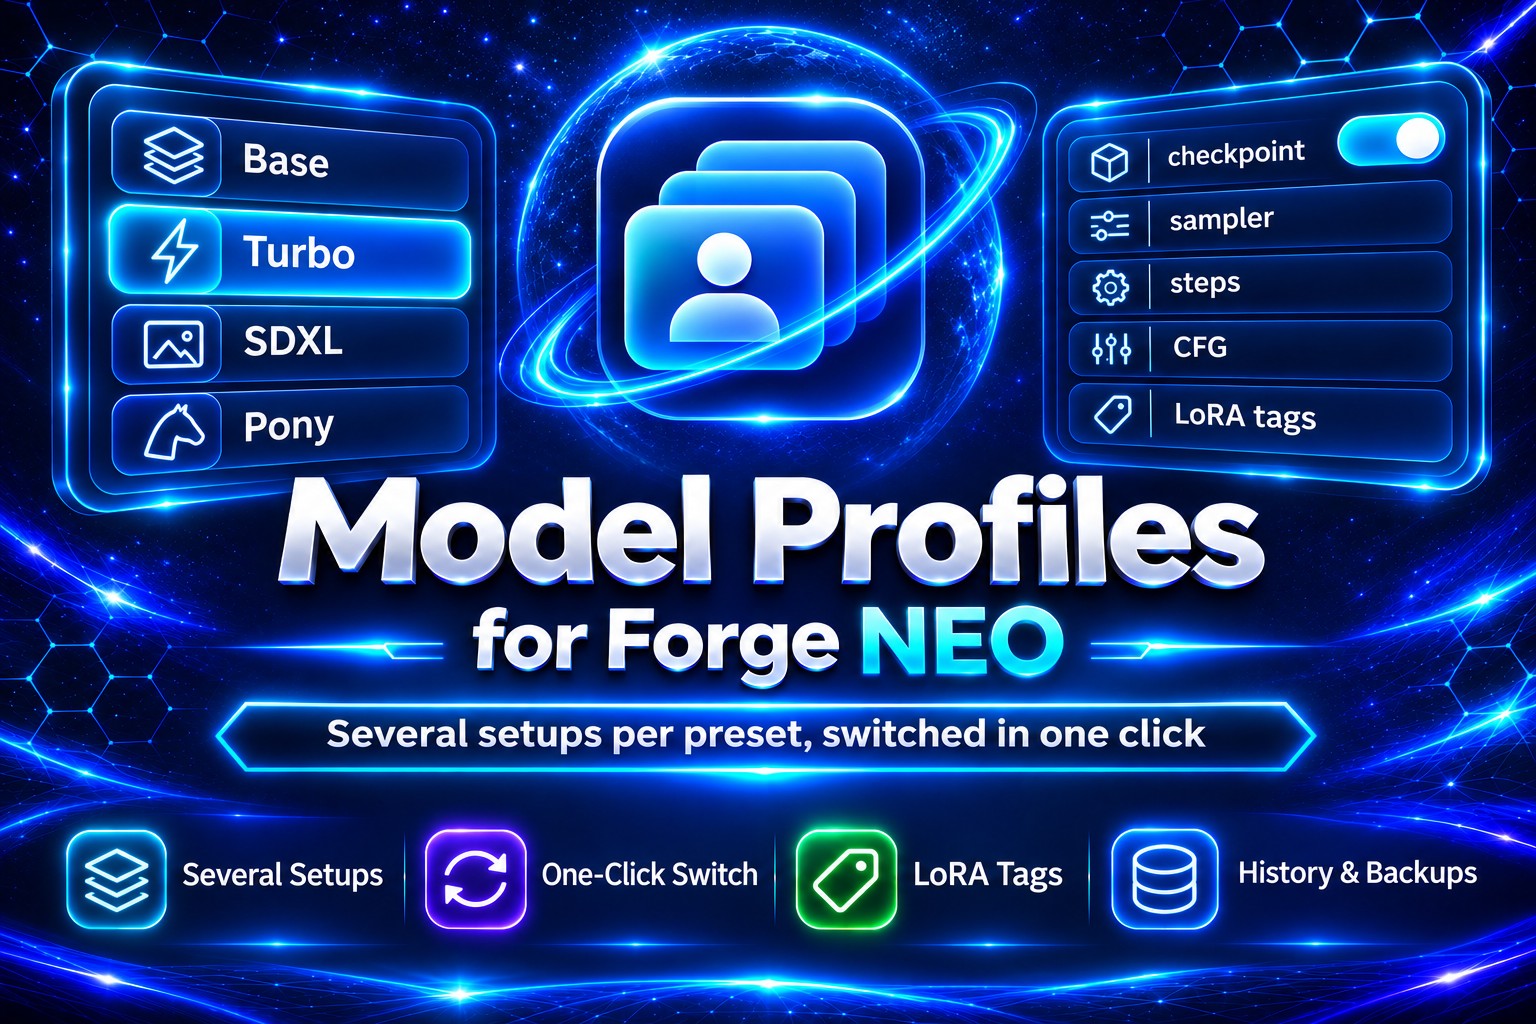 Base
Turbo
SDXL
Pony
checkpoint
sampler
steps
CFG
LoRA tags
Model Profiles
for Forge NEO
Several setups per preset, switched in one click
Several Setups
One-Click Switch
LoRA Tags
History & Backups